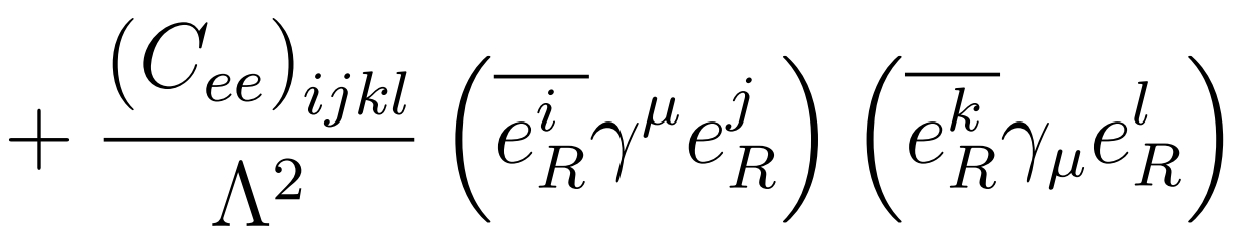 + \frac{(C_{ee})_{ijkl}}{\Lambda^2} \left( \overline{e_R^i} \gamma^\mu e_R^j \right) \left( \overline{e_R^k} \gamma_\mu e_R^l \right)